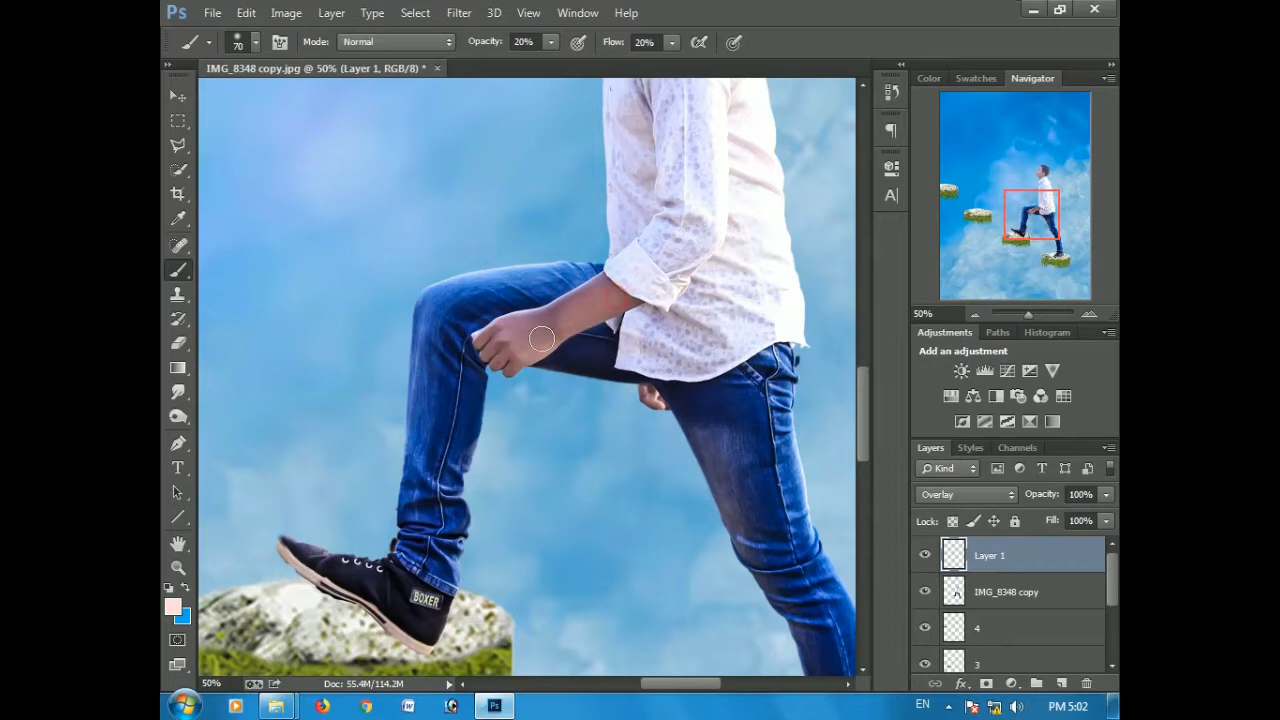 Ps File Edit Image Layer Type Select Filter 3D View Window Help
70 Mode: Normal Opacity: 20% Flow: 20%
IMG_8348 copy.jpg @ 50% (Layer 1, RGB/8) * ×
Color Swatches Navigator
50%
Adjustments Paths Histogram
Add an adjustment
Layers Styles Channels
Kind
Overlay Opacity: 100%
Lock: Fill: 100%
Layer 1
IMG_8348 copy
4
3
BOXER
50% Doc: 55.4M/114.2M
EN PM 5:02